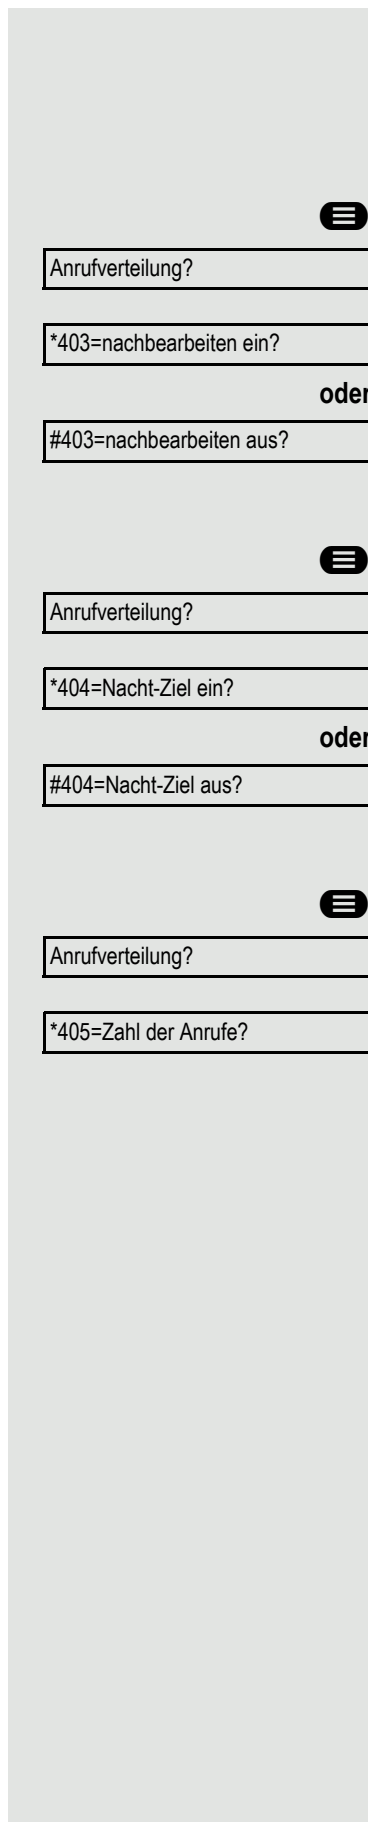 Anrufverteilung?
*403=nachbearbeiten ein?
oder
#403=nachbearbeiten aus?
Anrufverteilung?
*404=Nacht-Ziel ein?
oder
#404=Nacht-Ziel aus?
Anrufverteilung?
*405=Zahl der Anrufe?